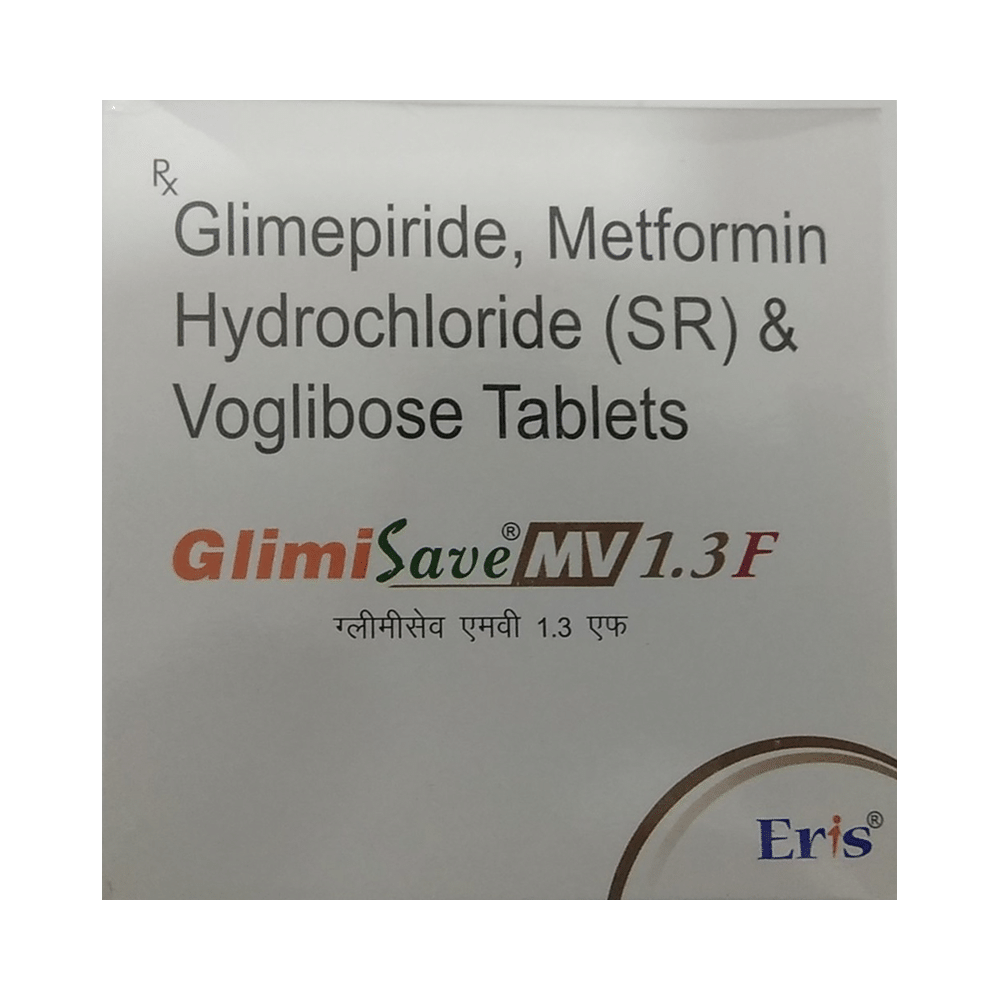 Rx
Glimepiride, Metformin
Hydrochloride (SR) &
Voglibose Tablets
GlimiSave® MV 1.3 F
ग्लीमीसेव एमवी 1.3 एफ
Eris®